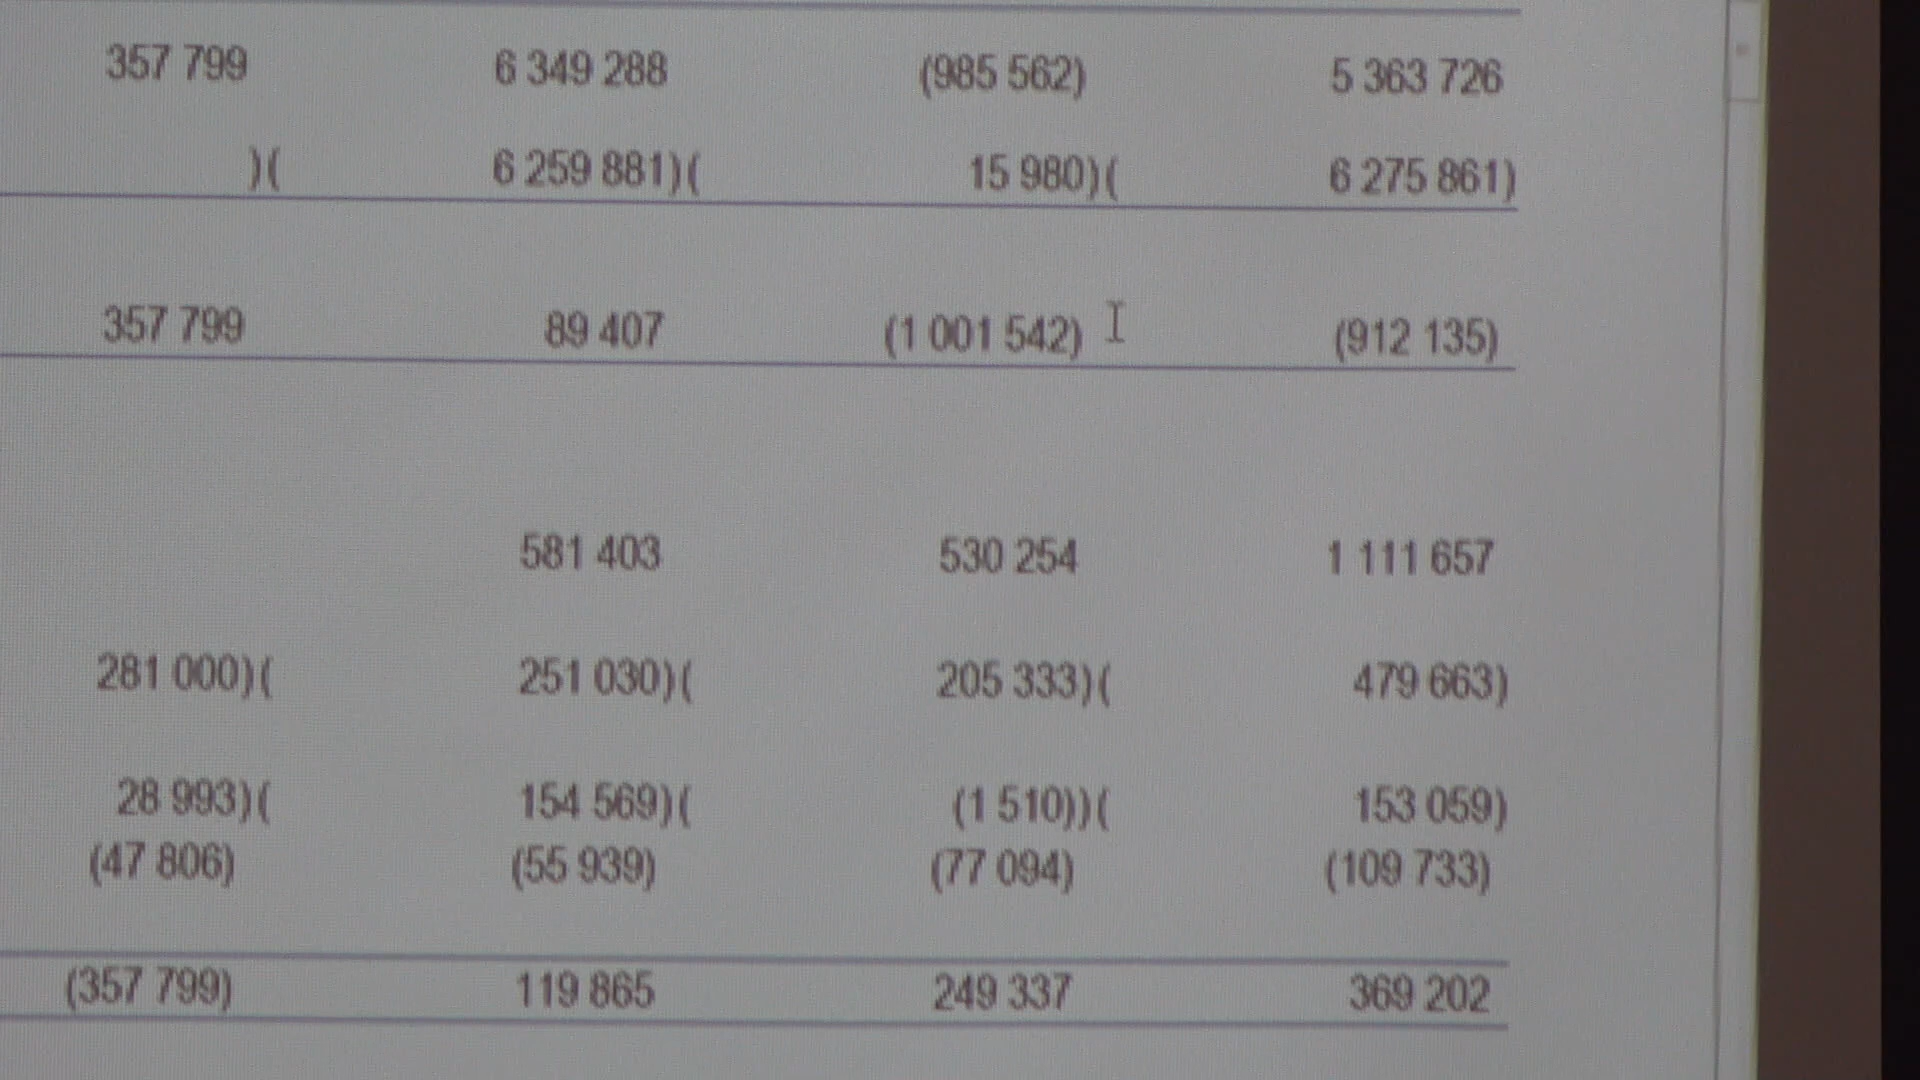 357 799 6 349 288 (985 562) 5 363 726
)( 6 259 881)( 15 980)( 6 275 861)
357 799 89 407 (1 001 542) (912 135)
581 403 530 254 1 111 657
281 000)( 251 030)( 205 333)( 479 663)
28 993)( 154 569)( (1 510))( 153 059)
(47 806) (55 939) (77 094) (109 733)
(357 799) 119 865 249 337 369 202